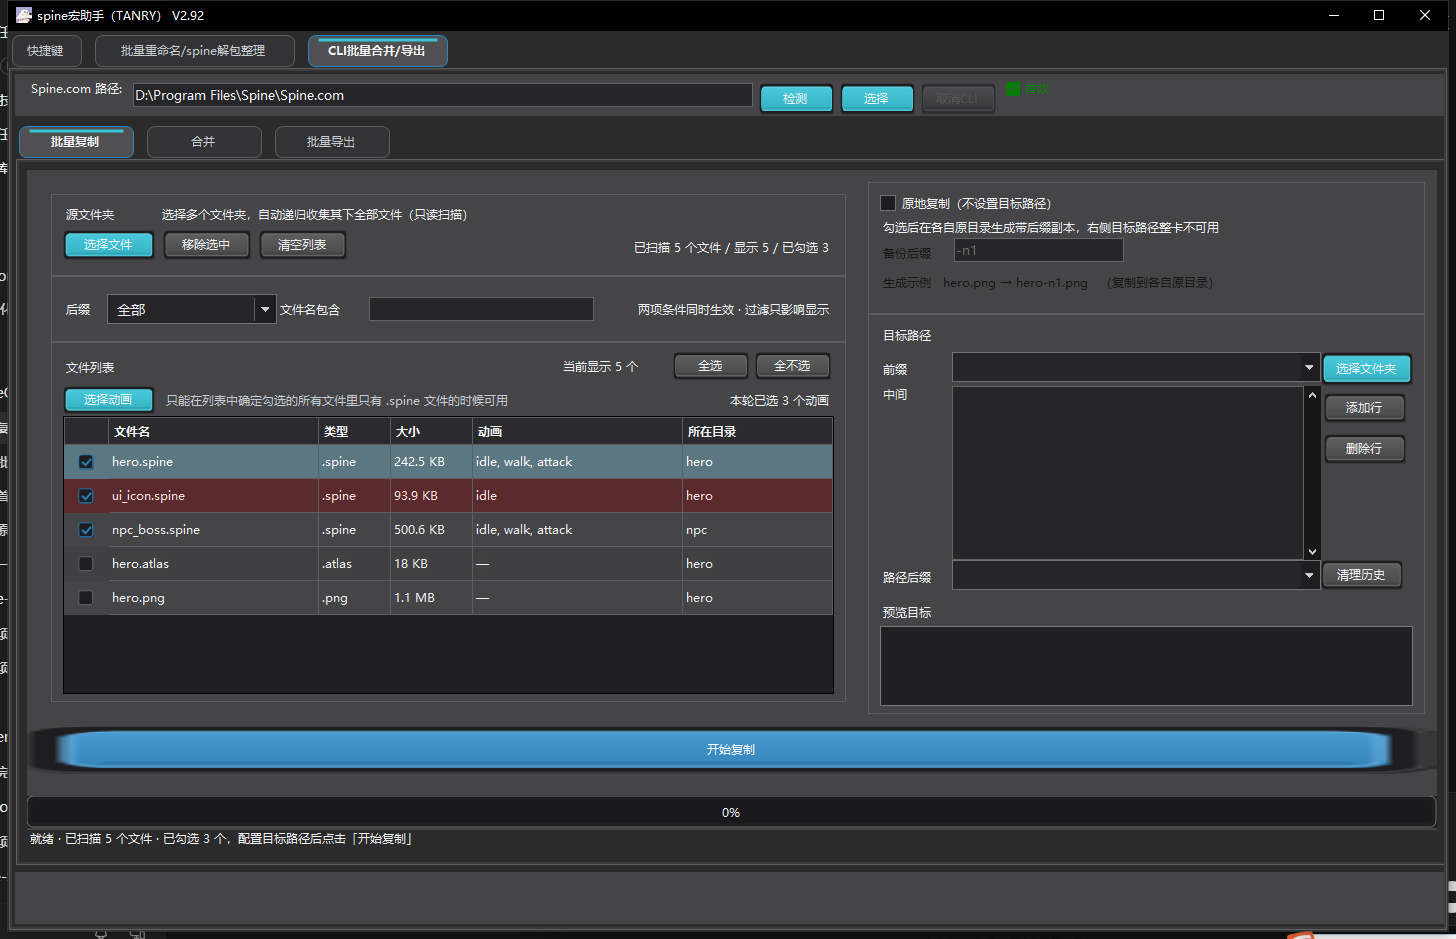 spine宏助手（TANRY） V2.92
快捷键
批量重命名/spine解包整理
CLI批量合并/导出
Spine.com 路径:
D:\Program Files\Spine\Spine.com
检测
选择
取消CLI
有效
批量复制
合并
批量导出
源文件夹
选择多个文件夹，自动递归收集其下全部文件（只读扫描）
选择文件
移除选中
清空列表
已扫描 5 个文件 / 显示 5 / 已勾选 3
后缀
全部
文件名包含
两项条件同时生效 · 过滤只影响显示
文件列表
当前显示 5 个
全选
全不选
选择动画
只能在列表中确定勾选的所有文件里只有 .spine 文件的时候可用
本轮已选 3 个动画
文件名 类型 大小 动画 所在目录
hero.spine .spine 242.5 KB idle, walk, attack hero
ui_icon.spine .spine 93.9 KB idle hero
npc_boss.spine .spine 500.6 KB idle, walk, attack npc
hero.atlas .atlas 18 KB — hero
hero.png .png 1.1 MB — hero
原地复制（不设置目标路径）
勾选后在各自原目录生成带后缀副本，右侧目标路径整卡不可用
备份后缀
-n1
生成示例 hero.png → hero-n1.png （复制到各自原目录）
目标路径
前缀
选择文件夹
中间
添加行
删除行
路径后缀
清理历史
预览目标
开始复制
0%
就绪 · 已扫描 5 个文件 · 已勾选 3 个，配置目标路径后点击「开始复制」